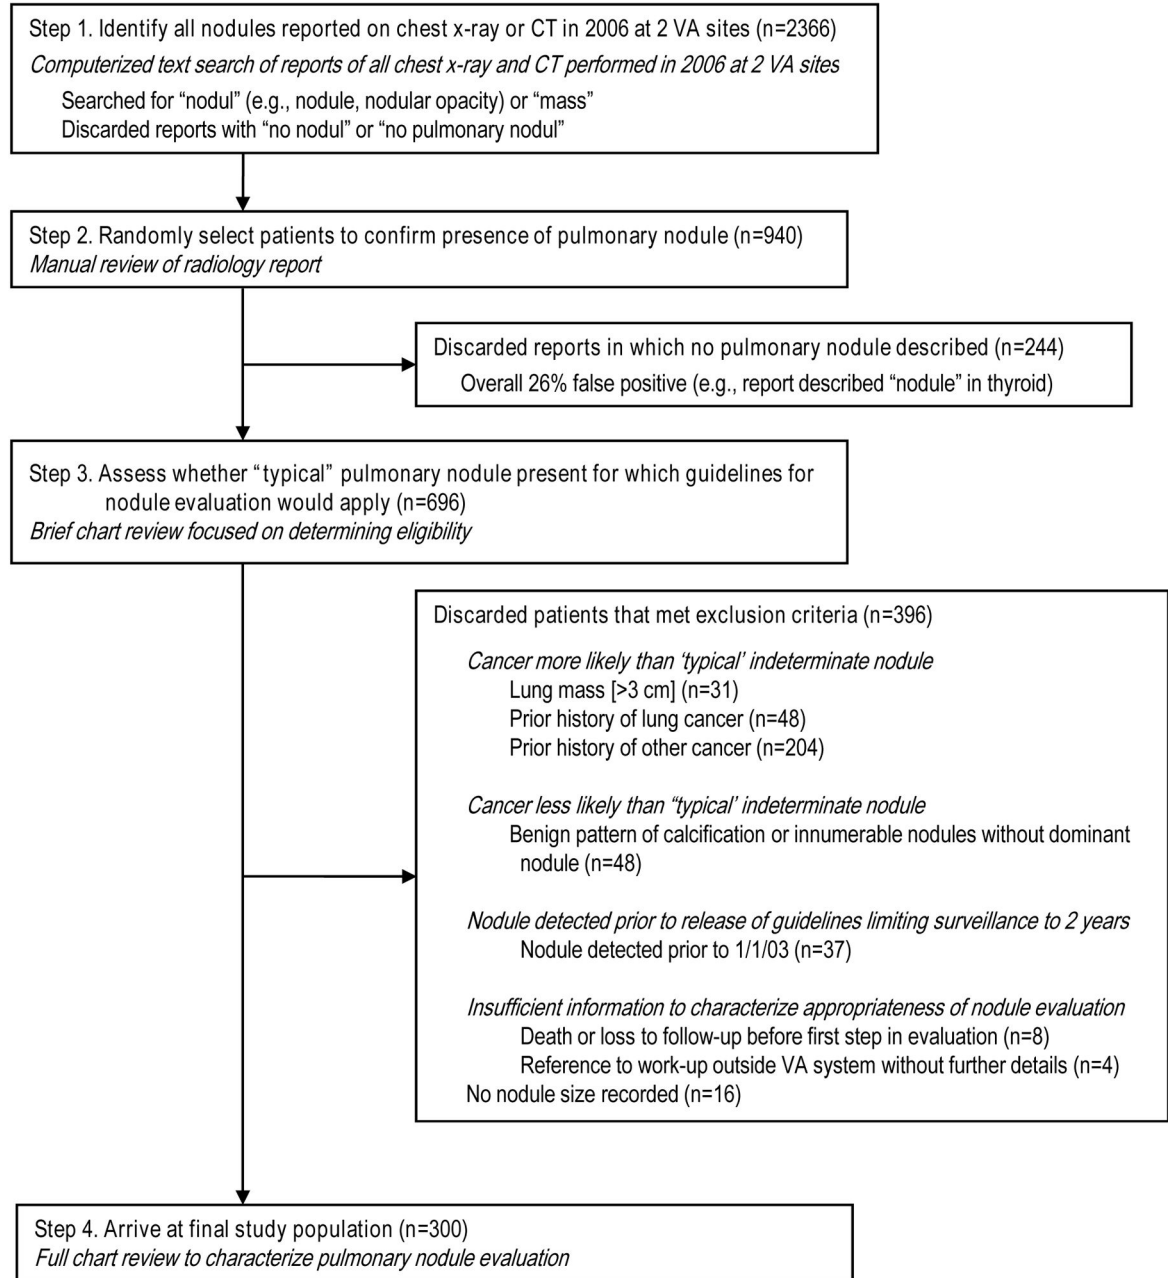 Step 1. Identify all nodules reported on chest x-ray or CT in 2006 at 2 VA sites (n=2366)
Computerized text search of reports of all chest x-ray and CT performed in 2006 at 2 VA sites
Searched for “nodul” (e.g., nodule, nodular opacity) or “mass”
Discarded reports with “no nodul” or “no pulmonary nodul”
Step 2. Randomly select patients to confirm presence of pulmonary nodule (n=940)
Manual review of radiology report
Discarded reports in which no pulmonary nodule described (n=244)
Overall 26% false positive (e.g., report described “nodule” in thyroid)
Step 3. Assess whether “typical” pulmonary nodule present for which guidelines for
nodule evaluation would apply (n=696)
Brief chart review focused on determining eligibility
Discarded patients that met exclusion criteria (n=396)
Cancer more likely than ‘typical’ indeterminate nodule
Lung mass [>3 cm] (n=31)
Prior history of lung cancer (n=48)
Prior history of other cancer (n=204)
Cancer less likely than “typical’ indeterminate nodule
Benign pattern of calcification or innumerable nodules without dominant
nodule (n=48)
Nodule detected prior to release of guidelines limiting surveillance to 2 years
Nodule detected prior to 1/1/03 (n=37)
Insufficient information to characterize appropriateness of nodule evaluation
Death or loss to follow-up before first step in evaluation (n=8)
Reference to work-up outside VA system without further details (n=4)
No nodule size recorded (n=16)
Step 4. Arrive at final study population (n=300)
Full chart review to characterize pulmonary nodule evaluation